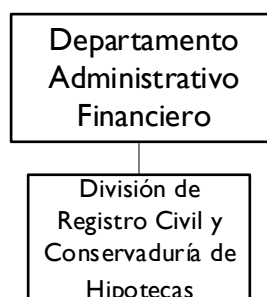 Departamento
Administrativo
Financiero
División de
Registro Civil y
Conservaduría de
Hipotecas